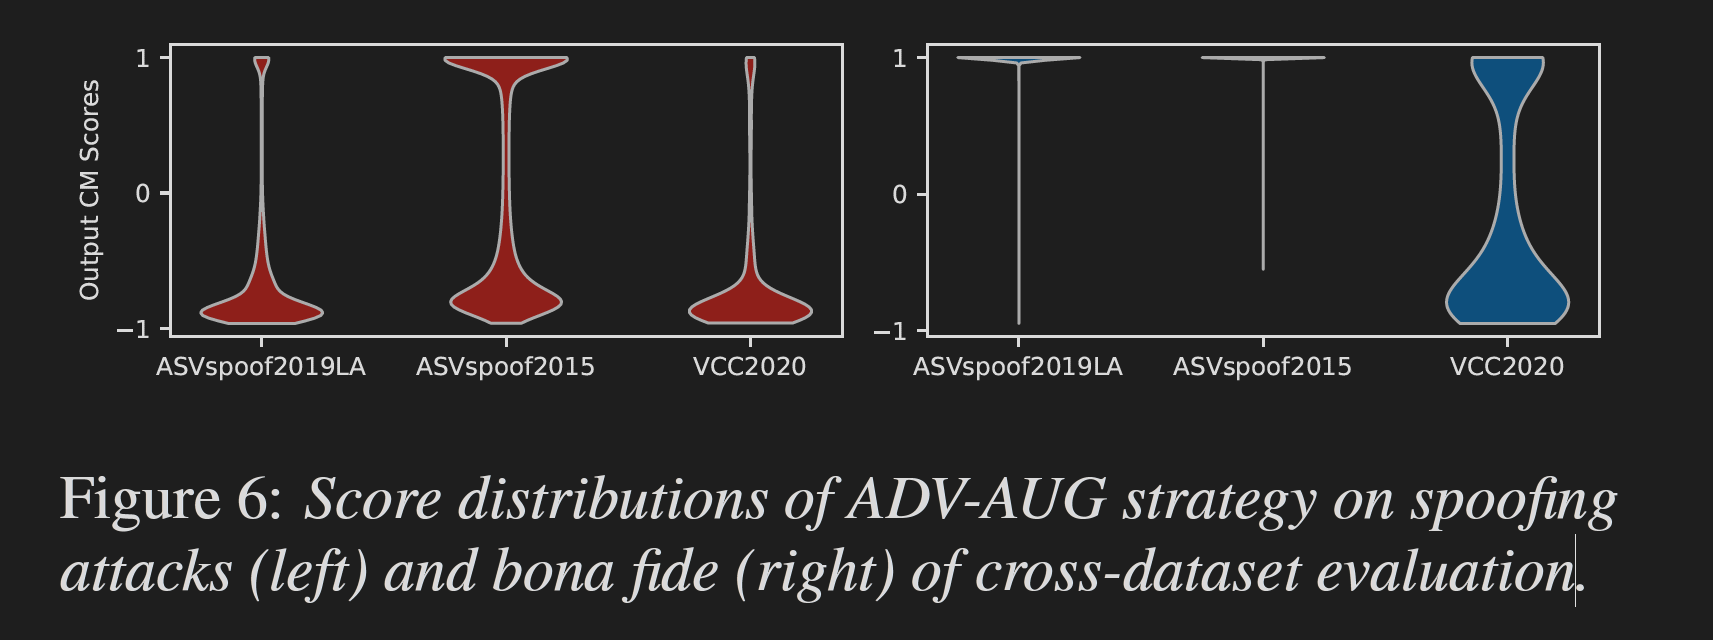 Output CM Scores
1
0
−1
ASVspoof2019LA ASVspoof2015 VCC2020
1
0
−1
ASVspoof2019LA ASVspoof2015 VCC2020
Figure 6: Score distributions of ADV-AUG strategy on spoofing
attacks (left) and bona fide (right) of cross-dataset evaluation.